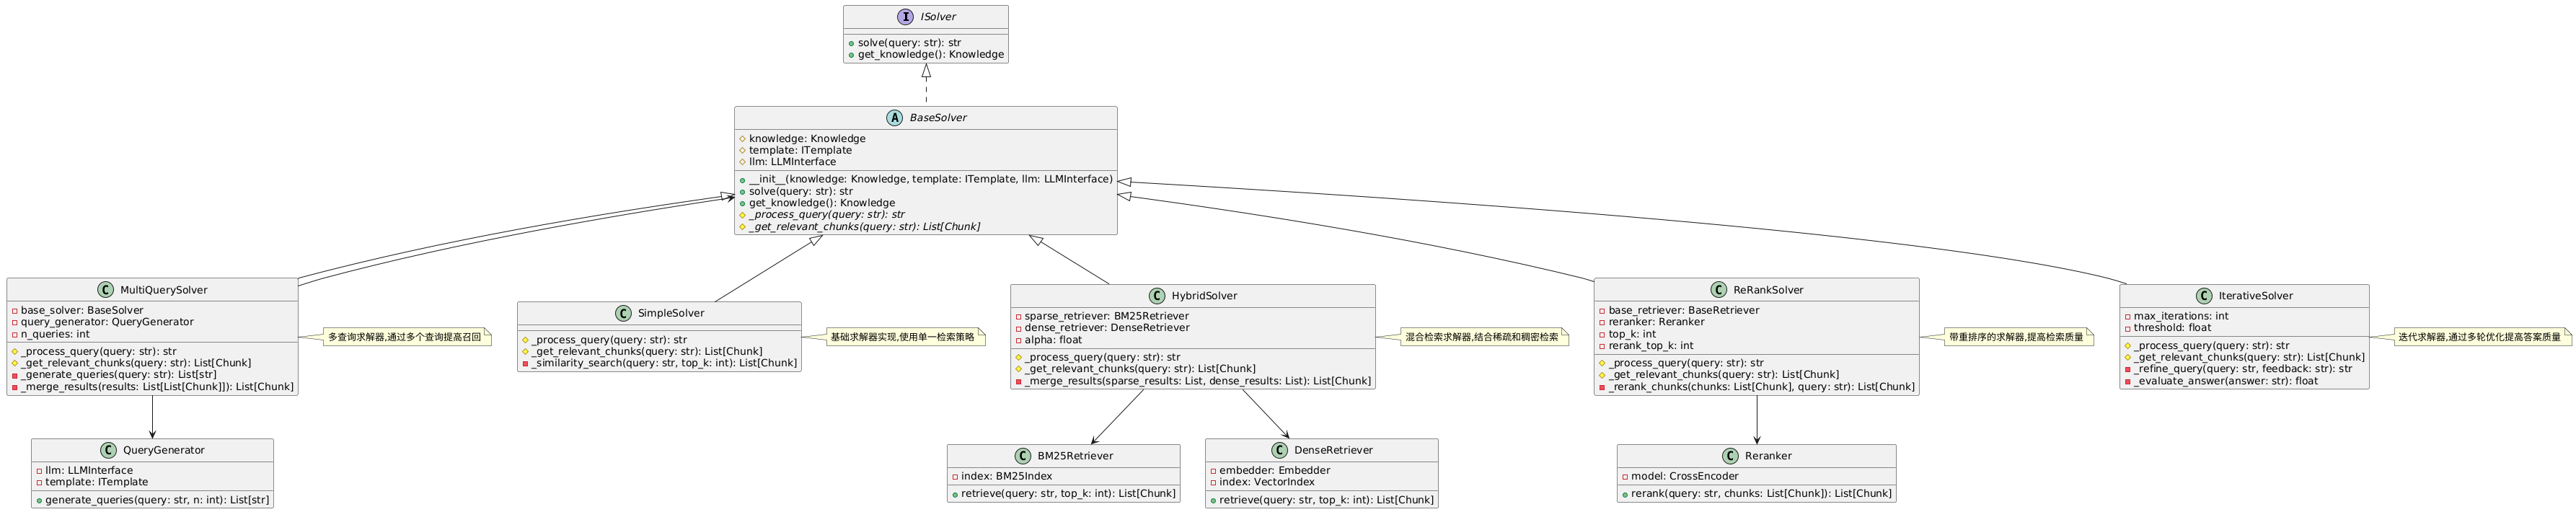 ISolver
solve(query: str): str
get_knowledge(): Knowledge
BaseSolver
knowledge: Knowledge
template: ITemplate
llm: LLMInterface
__init__(knowledge: Knowledge, template: ITemplate, llm: LLMInterface)
solve(query: str): str
get_knowledge(): Knowledge
_process_query(query: str): str
_get_relevant_chunks(query: str): List[Chunk]
MultiQuerySolver
base_solver: BaseSolver
query_generator: QueryGenerator
n_queries: int
_process_query(query: str): str
_get_relevant_chunks(query: str): List[Chunk]
_generate_queries(query: str): List[str]
_merge_results(results: List[List[Chunk]]): List[Chunk]
多查询求解器,通过多个查询提高召回
SimpleSolver
_process_query(query: str): str
_get_relevant_chunks(query: str): List[Chunk]
_similarity_search(query: str, top_k: int): List[Chunk]
基础求解器实现,使用单一检索策略
HybridSolver
sparse_retriever: BM25Retriever
dense_retriever: DenseRetriever
alpha: float
_process_query(query: str): str
_get_relevant_chunks(query: str): List[Chunk]
_merge_results(sparse_results: List, dense_results: List): List[Chunk]
混合检索求解器,结合稀疏和稠密检索
ReRankSolver
base_retriever: BaseRetriever
reranker: Reranker
top_k: int
rerank_top_k: int
_process_query(query: str): str
_get_relevant_chunks(query: str): List[Chunk]
_rerank_chunks(chunks: List[Chunk], query: str): List[Chunk]
带重排序的求解器,提高检索质量
IterativeSolver
max_iterations: int
threshold: float
_process_query(query: str): str
_get_relevant_chunks(query: str): List[Chunk]
_refine_query(query: str, feedback: str): str
_evaluate_answer(answer: str): float
迭代求解器,通过多轮优化提高答案质量
QueryGenerator
llm: LLMInterface
template: ITemplate
generate_queries(query: str, n: int): List[str]
BM25Retriever
index: BM25Index
retrieve(query: str, top_k: int): List[Chunk]
DenseRetriever
embedder: Embedder
index: VectorIndex
retrieve(query: str, top_k: int): List[Chunk]
Reranker
model: CrossEncoder
rerank(query: str, chunks: List[Chunk]): List[Chunk]